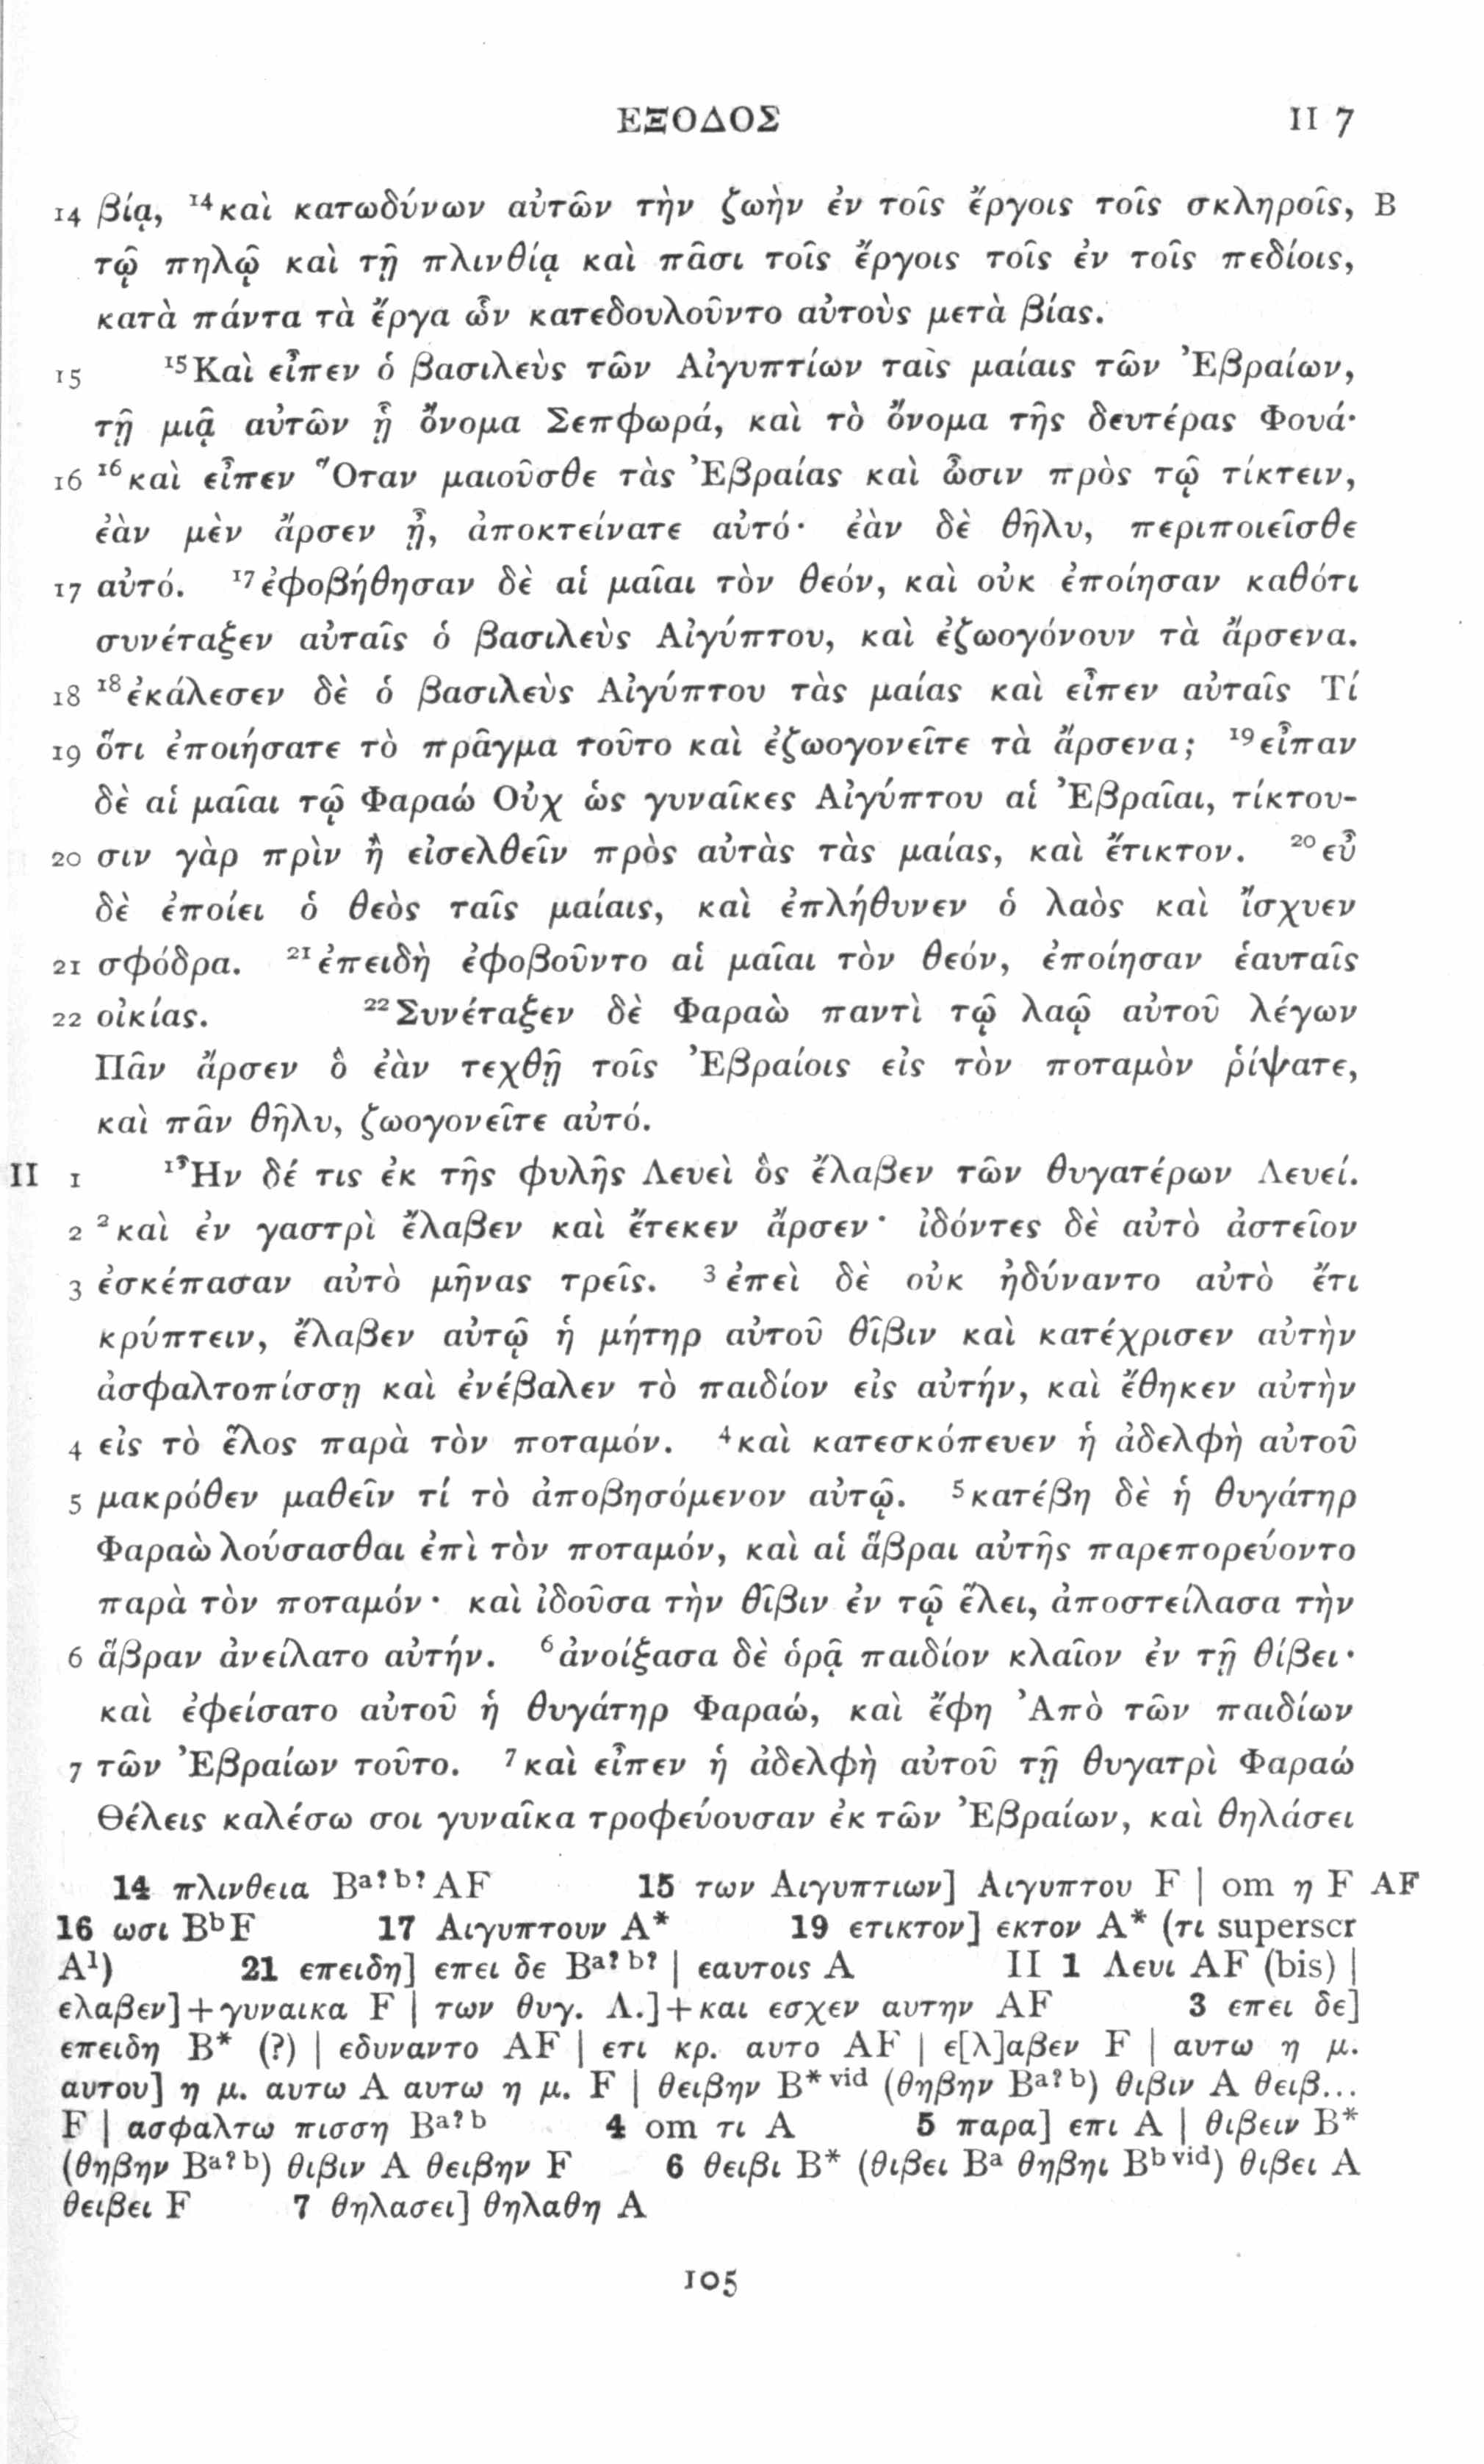 ΕΞΟΔΟΣ II 7
14 βίᾳ, ¹⁴καὶ κατωδύνων αὐτῶν τὴν ζωὴν ἐν τοῖς ἔργοις τοῖς σκληροῖς, B
τῷ πηλῷ καὶ τῇ πλινθίᾳ καὶ πᾶσι τοῖς ἔργοις τοῖς ἐν τοῖς πεδίοις,
κατὰ πάντα τὰ ἔργα ὧν κατεδουλοῦντο αὐτοὺς μετὰ βίας.
15 ¹⁵Καὶ εἶπεν ὁ βασιλεὺς τῶν Αἰγυπτίων ταῖς μαίαις τῶν Ἐβραίων,
τῇ μιᾷ αὐτῶν ᾗ ὄνομα Σεπφωρά, καὶ τὸ ὄνομα τῆς δευτέρας Φουά·
16 ¹⁶καὶ εἶπεν Ὅταν μαιοῦσθε τὰς Ἐβραίας καὶ ὦσιν πρὸς τῷ τίκτειν,
ἐὰν μὲν ἄρσεν ᾖ, ἀποκτείνατε αὐτό· ἐὰν δὲ θῆλυ, περιποιεῖσθε
17 αὐτό. ¹⁷ἐφοβήθησαν δὲ αἱ μαῖαι τὸν θεόν, καὶ οὐκ ἐποίησαν καθότι
συνέταξεν αὐταῖς ὁ βασιλεὺς Αἰγύπτου, καὶ ἐζωογόνουν τὰ ἄρσενα.
18 ¹⁸ἐκάλεσεν δὲ ὁ βασιλεὺς Αἰγύπτου τὰς μαίας καὶ εἶπεν αὐταῖς Τί
19 ὅτι ἐποιήσατε τὸ πρᾶγμα τοῦτο καὶ ἐζωογονεῖτε τὰ ἄρσενα; ¹⁹εἶπαν
δὲ αἱ μαῖαι τῷ Φαραώ Οὐχ ὡς γυναῖκες Αἰγύπτου αἱ Ἐβραῖαι, τίκτου-
20 σιν γὰρ πρὶν ἢ εἰσελθεῖν πρὸς αὐτὰς τὰς μαίας, καὶ ἔτικτον. ²⁰εὖ
δὲ ἐποίει ὁ θεὸς ταῖς μαίαις, καὶ ἐπλήθυνεν ὁ λαὸς καὶ ἴσχυεν
21 σφόδρα. ²¹ἐπειδὴ ἐφοβοῦντο αἱ μαῖαι τὸν θεόν, ἐποίησαν ἑαυταῖς
22 οἰκίας. ²²Συνέταξεν δὲ Φαραὼ παντὶ τῷ λαῷ αὐτοῦ λέγων
Πᾶν ἄρσεν ὃ ἐὰν τεχθῇ τοῖς Ἐβραίοις εἰς τὸν ποταμὸν ῥίψατε,
καὶ πᾶν θῆλυ, ζωογονεῖτε αὐτό.
II 1 ¹Ἦν δέ τις ἐκ τῆς φυλῆς Λευεὶ ὃς ἔλαβεν τῶν θυγατέρων Λευεί.
2 ²καὶ ἐν γαστρὶ ἔλαβεν καὶ ἔτεκεν ἄρσεν· ἰδόντες δὲ αὐτὸ ἀστεῖον
3 ἐσκέπασαν αὐτὸ μῆνας τρεῖς. ³ἐπεὶ δὲ οὐκ ἠδύναντο αὐτὸ ἔτι
κρύπτειν, ἔλαβεν αὐτῷ ἡ μήτηρ αὐτοῦ θῖβιν καὶ κατέχρισεν αὐτὴν
ἀσφαλτοπίσσῃ καὶ ἐνέβαλεν τὸ παιδίον εἰς αὐτήν, καὶ ἔθηκεν αὐτὴν
4 εἰς τὸ ἕλος παρὰ τὸν ποταμόν. ⁴καὶ κατεσκόπευεν ἡ ἀδελφὴ αὐτοῦ
5 μακρόθεν μαθεῖν τί τὸ ἀποβησόμενον αὐτῷ. ⁵κατέβη δὲ ἡ θυγάτηρ
Φαραὼ λούσασθαι ἐπὶ τὸν ποταμόν, καὶ αἱ ἅβραι αὐτῆς παρεπορεύοντο
παρὰ τὸν ποταμόν· καὶ ἰδοῦσα τὴν θῖβιν ἐν τῷ ἕλει, ἀποστείλασα τὴν
6 ἅβραν ἀνείλατο αὐτήν. ⁶ἀνοίξασα δὲ ὁρᾷ παιδίον κλαῖον ἐν τῇ θίβει·
καὶ ἐφείσατο αὐτοῦ ἡ θυγάτηρ Φαραώ, καὶ ἔφη Ἀπὸ τῶν παιδίων
7 τῶν Ἐβραίων τοῦτο. ⁷καὶ εἶπεν ἡ ἀδελφὴ αὐτοῦ τῇ θυγατρὶ Φαραώ
Θέλεις καλέσω σοι γυναῖκα τροφεύουσαν ἐκ τῶν Ἐβραίων, καὶ θηλάσει
14 πλινθεια Bᵃ?ᵇ? AF 15 των Αιγυπτιων] Αιγυπτου F | om η F AF
16 ωσι BᵇF 17 Αιγυπτουν A* 19 ετικτον] εκτον A* (τι superscr
A¹) 21 επειδη] επει δε Bᵃ?ᵇ? | εαυτοις A II 1 Λευι AF (bis) |
ελαβεν]+γυναικα F | των θυγ. Λ.]+και εσχεν αυτην AF 3 επει δε]
επειδη B* (?) | εδυναντο AF | ετι κρ. αυτο AF | ε[λ]αβεν F | αυτω η μ.
αυτου] η μ. αυτω A αυτω η μ. F | θειβην B*ᵛⁱᵈ (θηβην Bᵃ?ᵇ) θιβιν A θειβ...
F | ασφαλτω πισση Bᵃ?ᵇ 4 om τι A 5 παρα] επι A | θιβειν B*
(θηβην Bᵃ?ᵇ) θιβιν A θειβην F 6 θειβι B* (θιβει Bᵃ θηβηι Bᵇᵛⁱᵈ) θιβει A
θειβει F 7 θηλασει] θηλαθη A
105